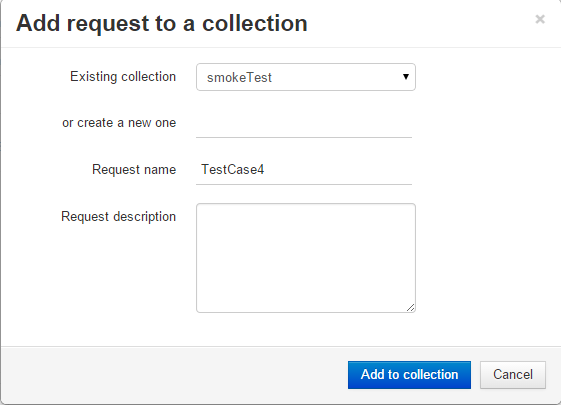 Add request to a collection
×
Existing collection smokeTest
or create a new one
Request name TestCase4
Request description
Add to collection Cancel